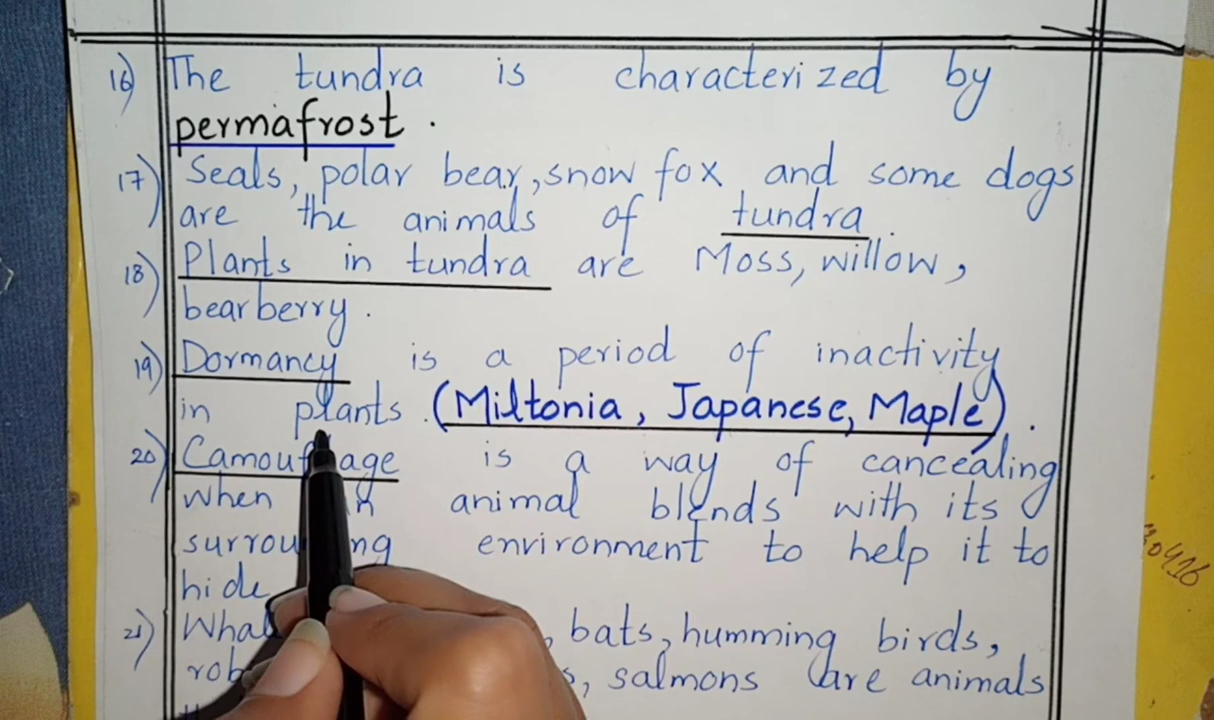 16) The tundra is characterized by
permafrost.
17) Seals, polar bear, snow fox and some dogs
are the animals of tundra.
18) Plants in tundra are Moss, willow,
bearberry.
19) Dormancy is a period of inactivity
in plants. (Miltonia, Japanese, Maple).
20) Camouflage is a way of cancealing
when animal blends with its
environment to help it to
hide
21) bats, humming birds,
salmons are animals
30416